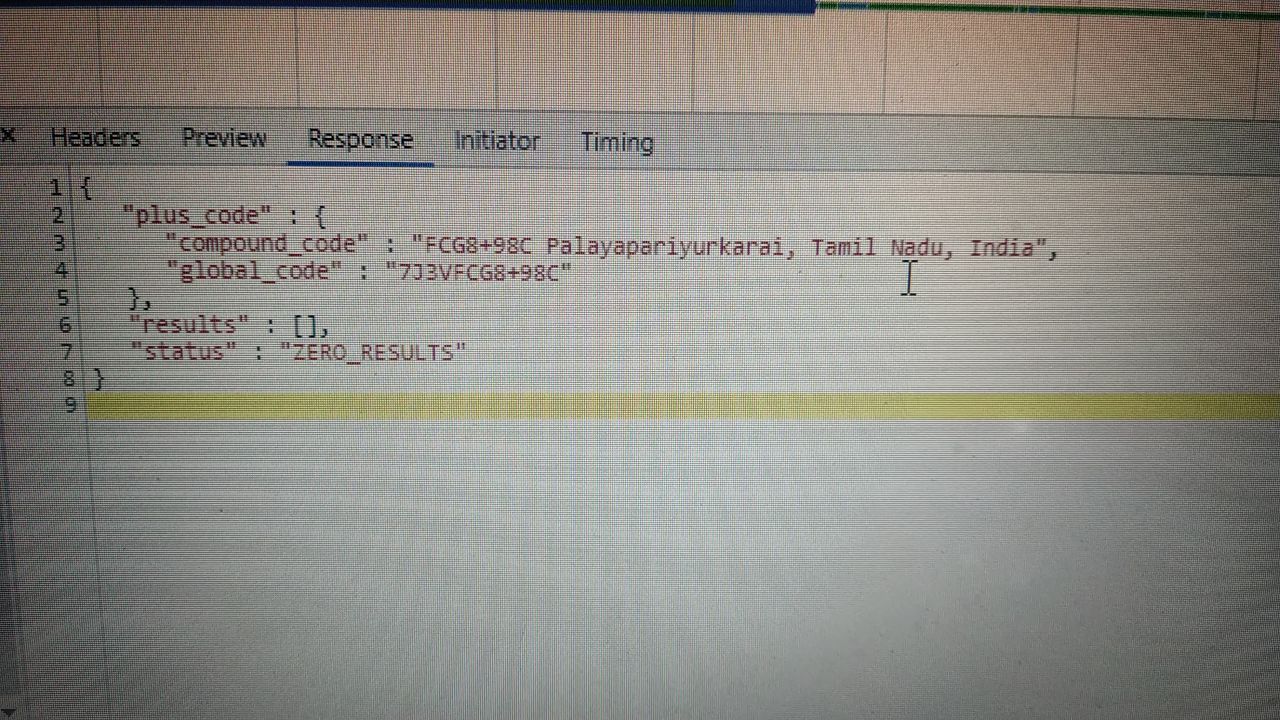 Headers Preview Response Initiator Timing
1 {
2 "plus_code" : {
3 "compound_code" : "FCG8+98C Palayapariyurkarai, Tamil Nadu, India",
4 "global_code" : "7J3VFCG8+98C"
5 },
6 "results" : [],
7 "status" : "ZERO_RESULTS"
8 }
9